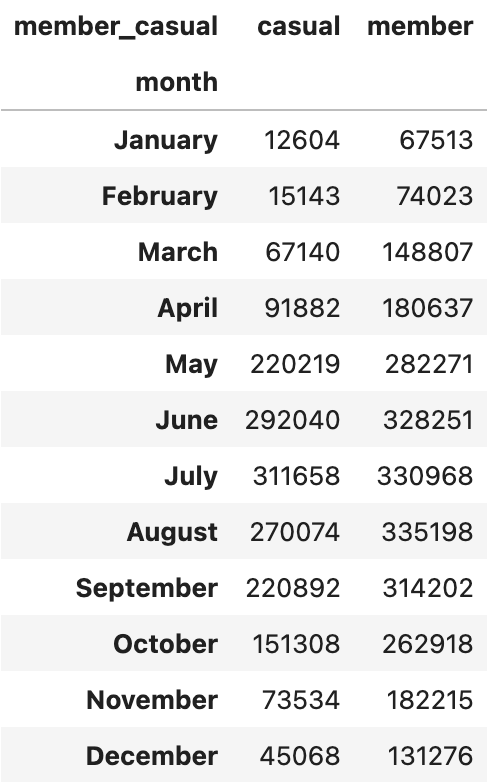 member_casual casual member
month
January 12604 67513
February 15143 74023
March 67140 148807
April 91882 180637
May 220219 282271
June 292040 328251
July 311658 330968
August 270074 335198
September 220892 314202
October 151308 262918
November 73534 182215
December 45068 131276